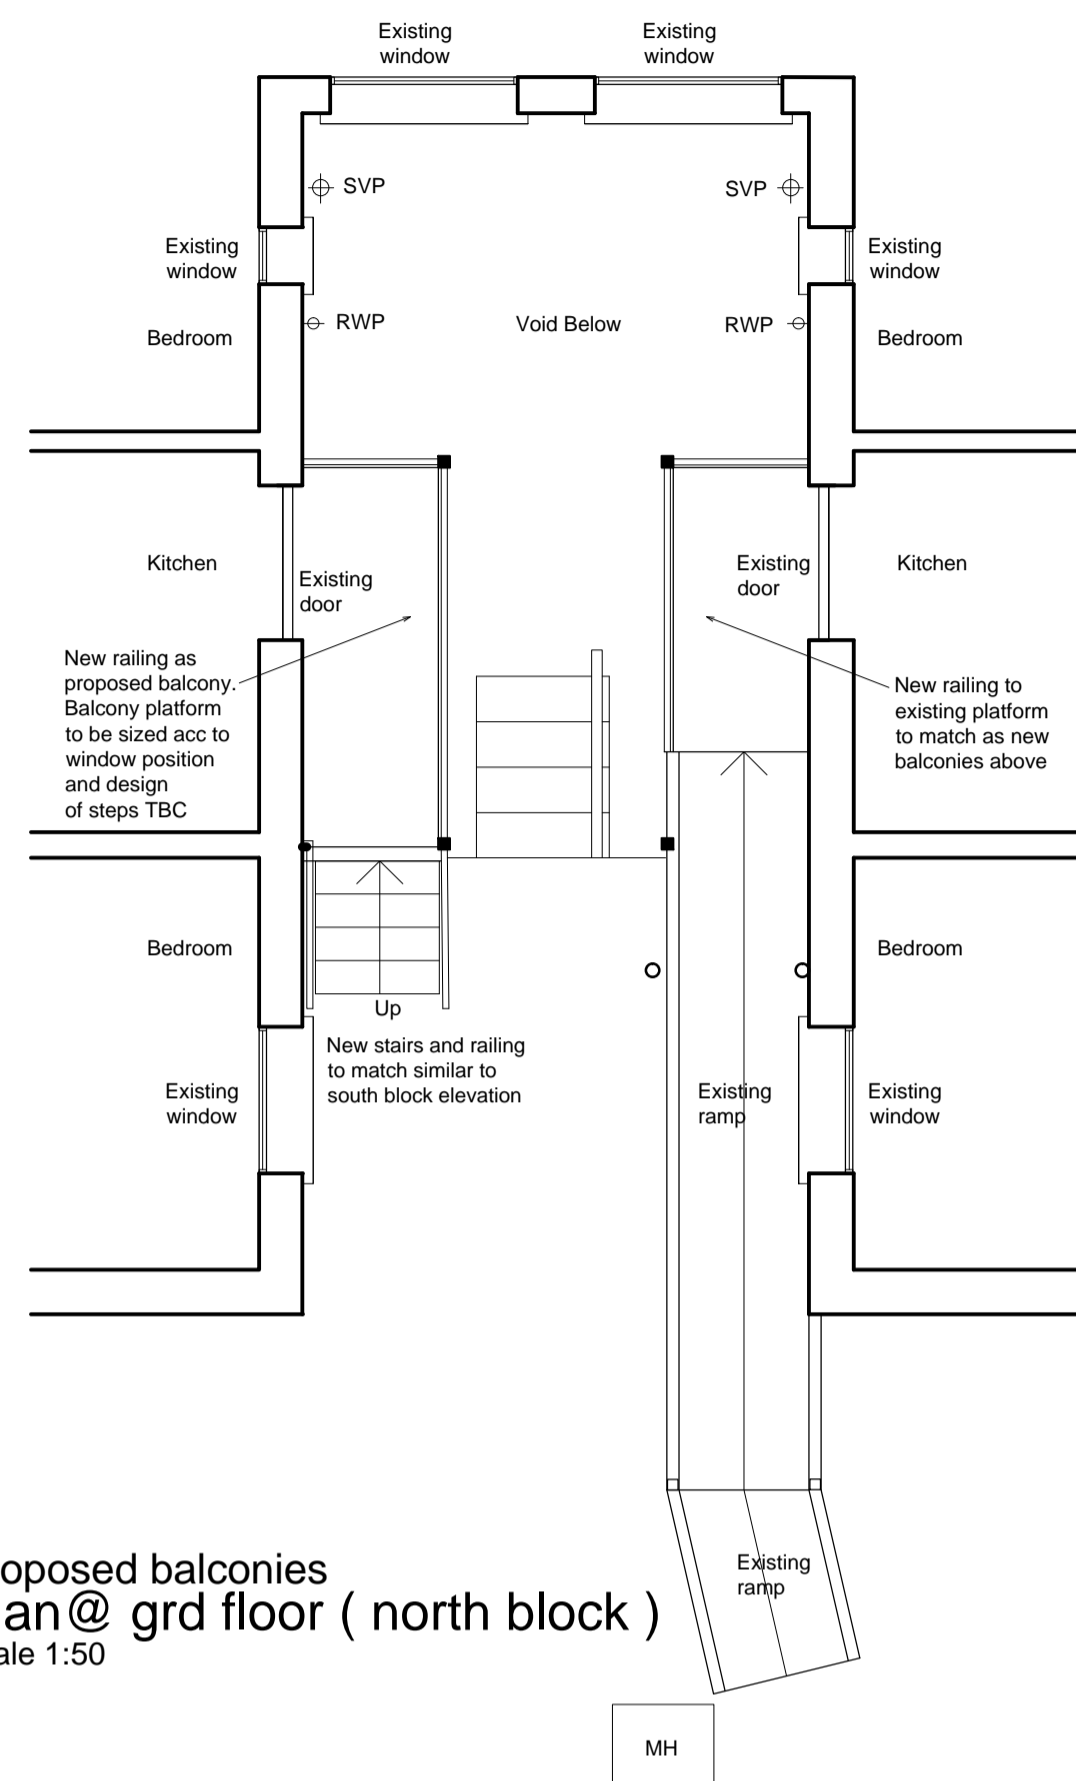 Existing
window
Existing
window
SVP
SVP
Existing
window
Existing
window
RWP
Void Below
RWP
Bedroom
Bedroom
Kitchen
Existing
door
Existing
door
Kitchen
New railing as
proposed balcony.
Balcony platform
to be sized acc to
window position
and design
of steps TBC
New railing to
existing platform
to match as new
balconies above
Bedroom
Bedroom
Up
New stairs and railing
to match similar to
south block elevation
Existing
window
Existing
ramp
Existing
window
Existing
ramp
oposed balconies
an@ grd floor ( north block )
ale 1:50
MH